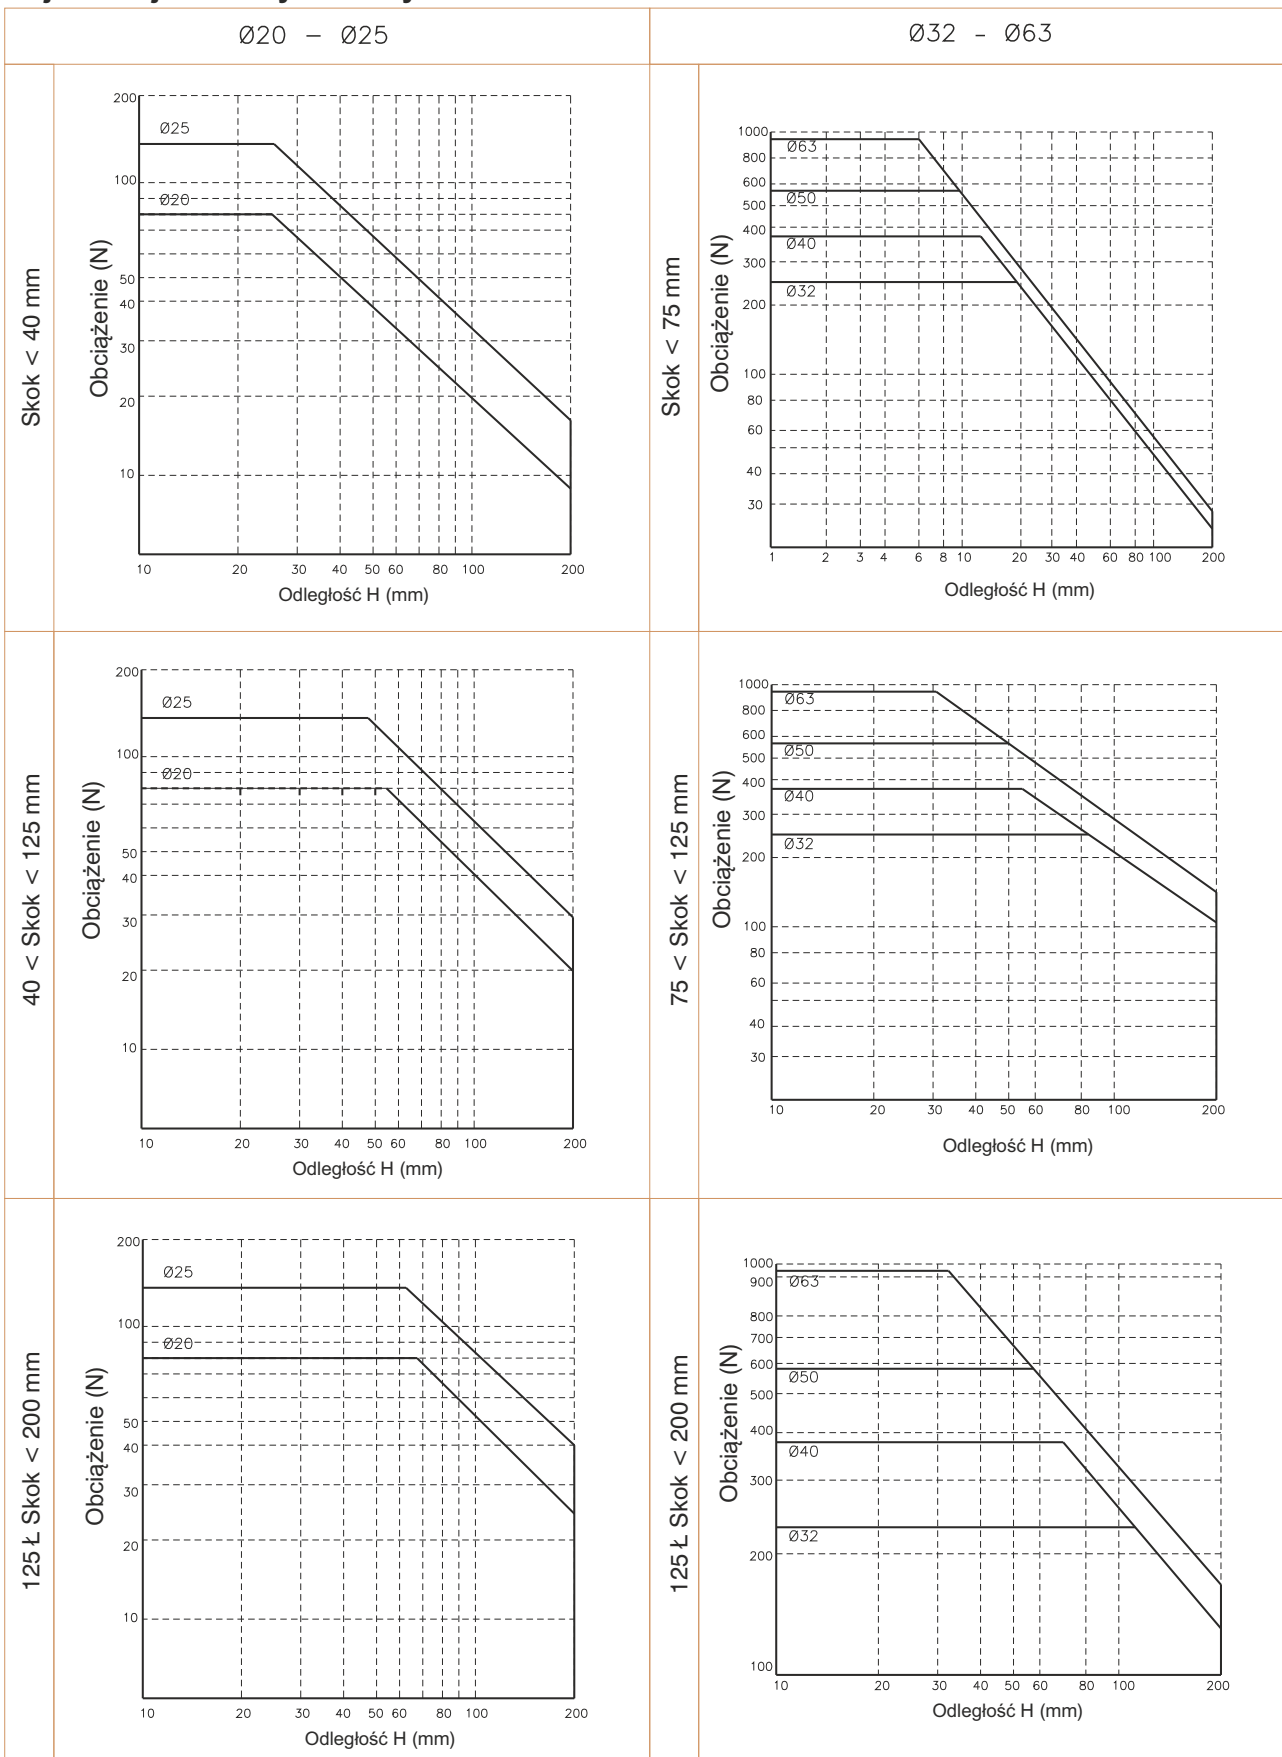 Ø20 – Ø25
Ø32 - Ø63
Skok < 40 mm
Obciążenie (N)
200
100
50
40
30
20
10
Ø25
Ø20
10 20 30 40 50 60 80 100 200
Odległość H (mm)
Skok < 75 mm
Obciążenie (N)
1000
800
600
500
400
300
200
100
80
60
40
30
Ø63
Ø50
Ø40
Ø32
1 2 3 4 6 8 10 20 30 40 60 80 100 200
Odległość H (mm)
40 < Skok < 125 mm
Obciążenie (N)
200
100
50
40
30
20
10
Ø25
Ø20
10 20 30 40 50 60 80 100 200
Odległość H (mm)
75 < Skok < 125 mm
Obciążenie (N)
1000
800
600
500
400
300
200
100
80
60
40
30
Ø63
Ø50
Ø40
Ø32
10 20 30 40 50 60 80 100 200
Odległość H (mm)
125 Ł Skok < 200 mm
Obciążenie (N)
200
100
50
40
30
20
10
Ø25
Ø20
10 20 30 40 50 60 80 100 200
Odległość H (mm)
125 Ł Skok < 200 mm
Obciążenie (N)
1000
900
800
700
600
500
400
300
200
100
Ø63
Ø50
Ø40
Ø32
10 20 30 40 50 60 80 100 200
Odległość H (mm)